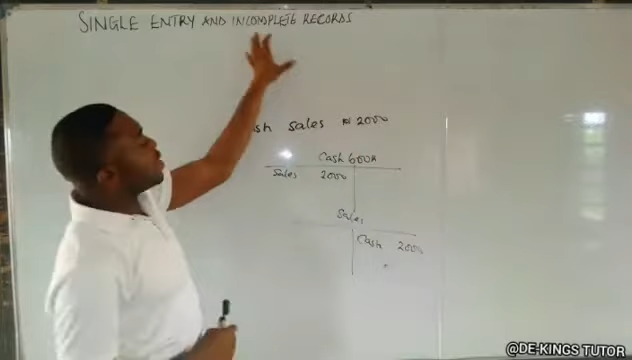 SINGLE ENTRY AND INCOMPLETE RECORDS
sh sales ₦ 2000
Cash book
Sales 2000
Sales
Cash 2000
@DE-KINGS TUTOR